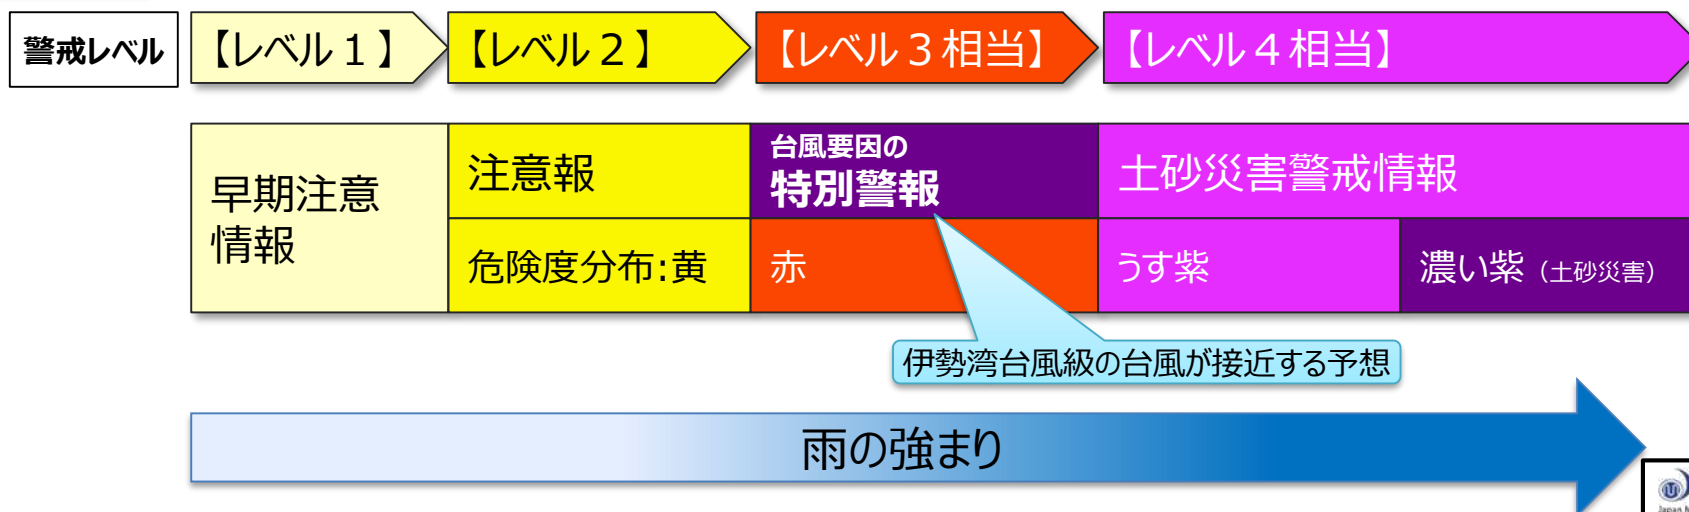 警戒レベル
【レベル１】
【レベル２】
【レベル３相当】
【レベル４相当】
早期注意
情報
注意報
台風要因の
特別警報
土砂災害警戒情報
危険度分布:黄
赤
うす紫
濃い紫（土砂災害）
伊勢湾台風級の台風が接近する予想
雨の強まり